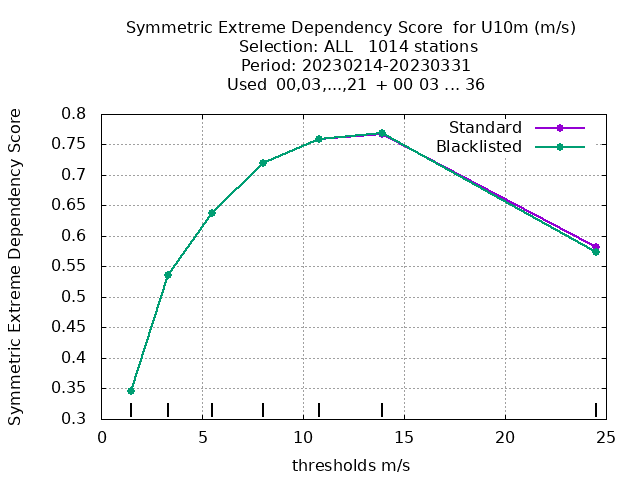 Symmetric Extreme Dependency Score  for U10m (m/s)
Selection: ALL   1014 stations
Period: 20230214-20230331
Used  00,03,...,21  + 00 03 ... 36
Symmetric Extreme Dependency Score
0.8
0.75
0.7
0.65
0.6
0.55
0.5
0.45
0.4
0.35
0.3
Standard
Blacklisted
0 5 10 15 20 25
thresholds m/s